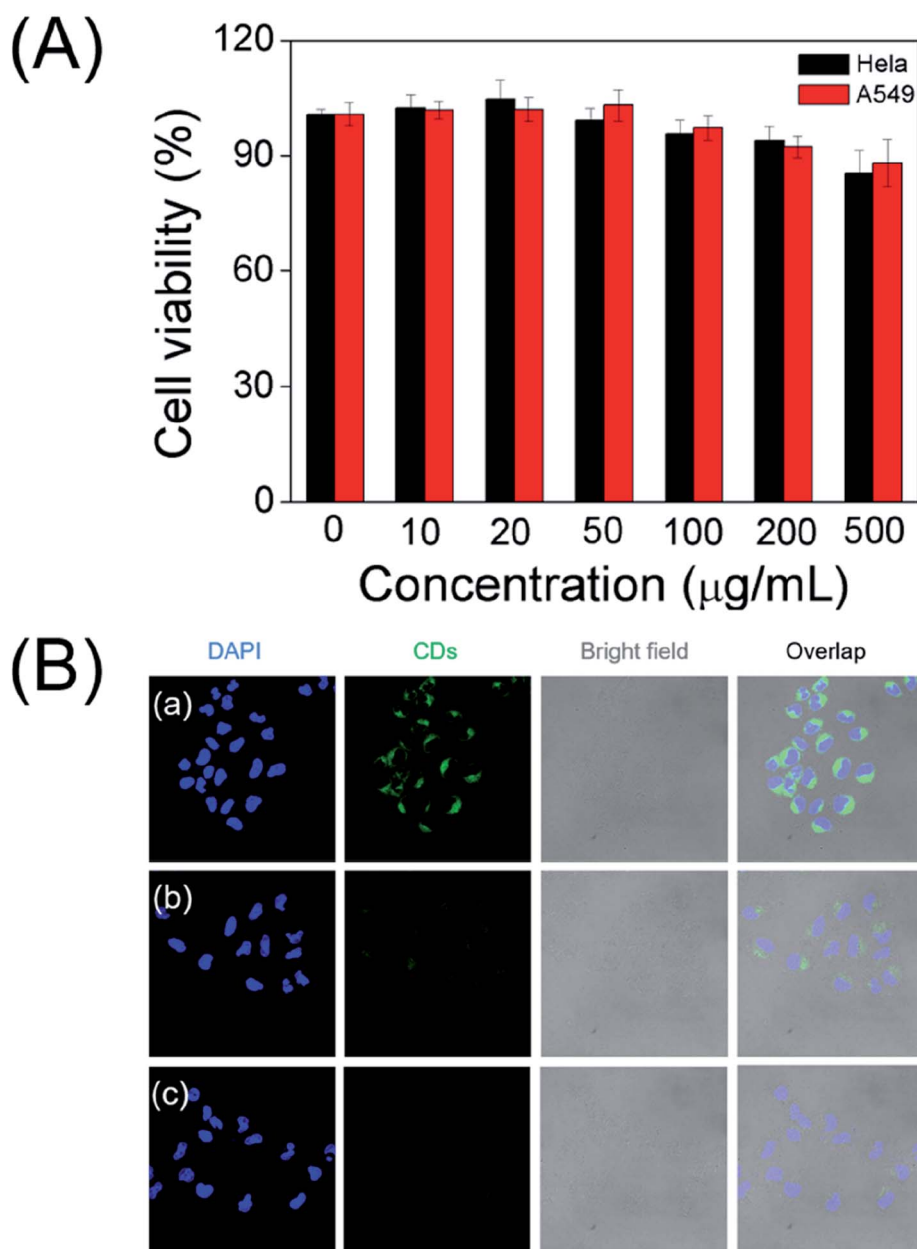 (A)
120
90
60
30
0
Cell viability (%)
Hela
A549
0 10 20 50 100 200 500
Concentration (μg/mL)
(B)
DAPI CDs Bright field Overlap
(a)
(b)
(c)